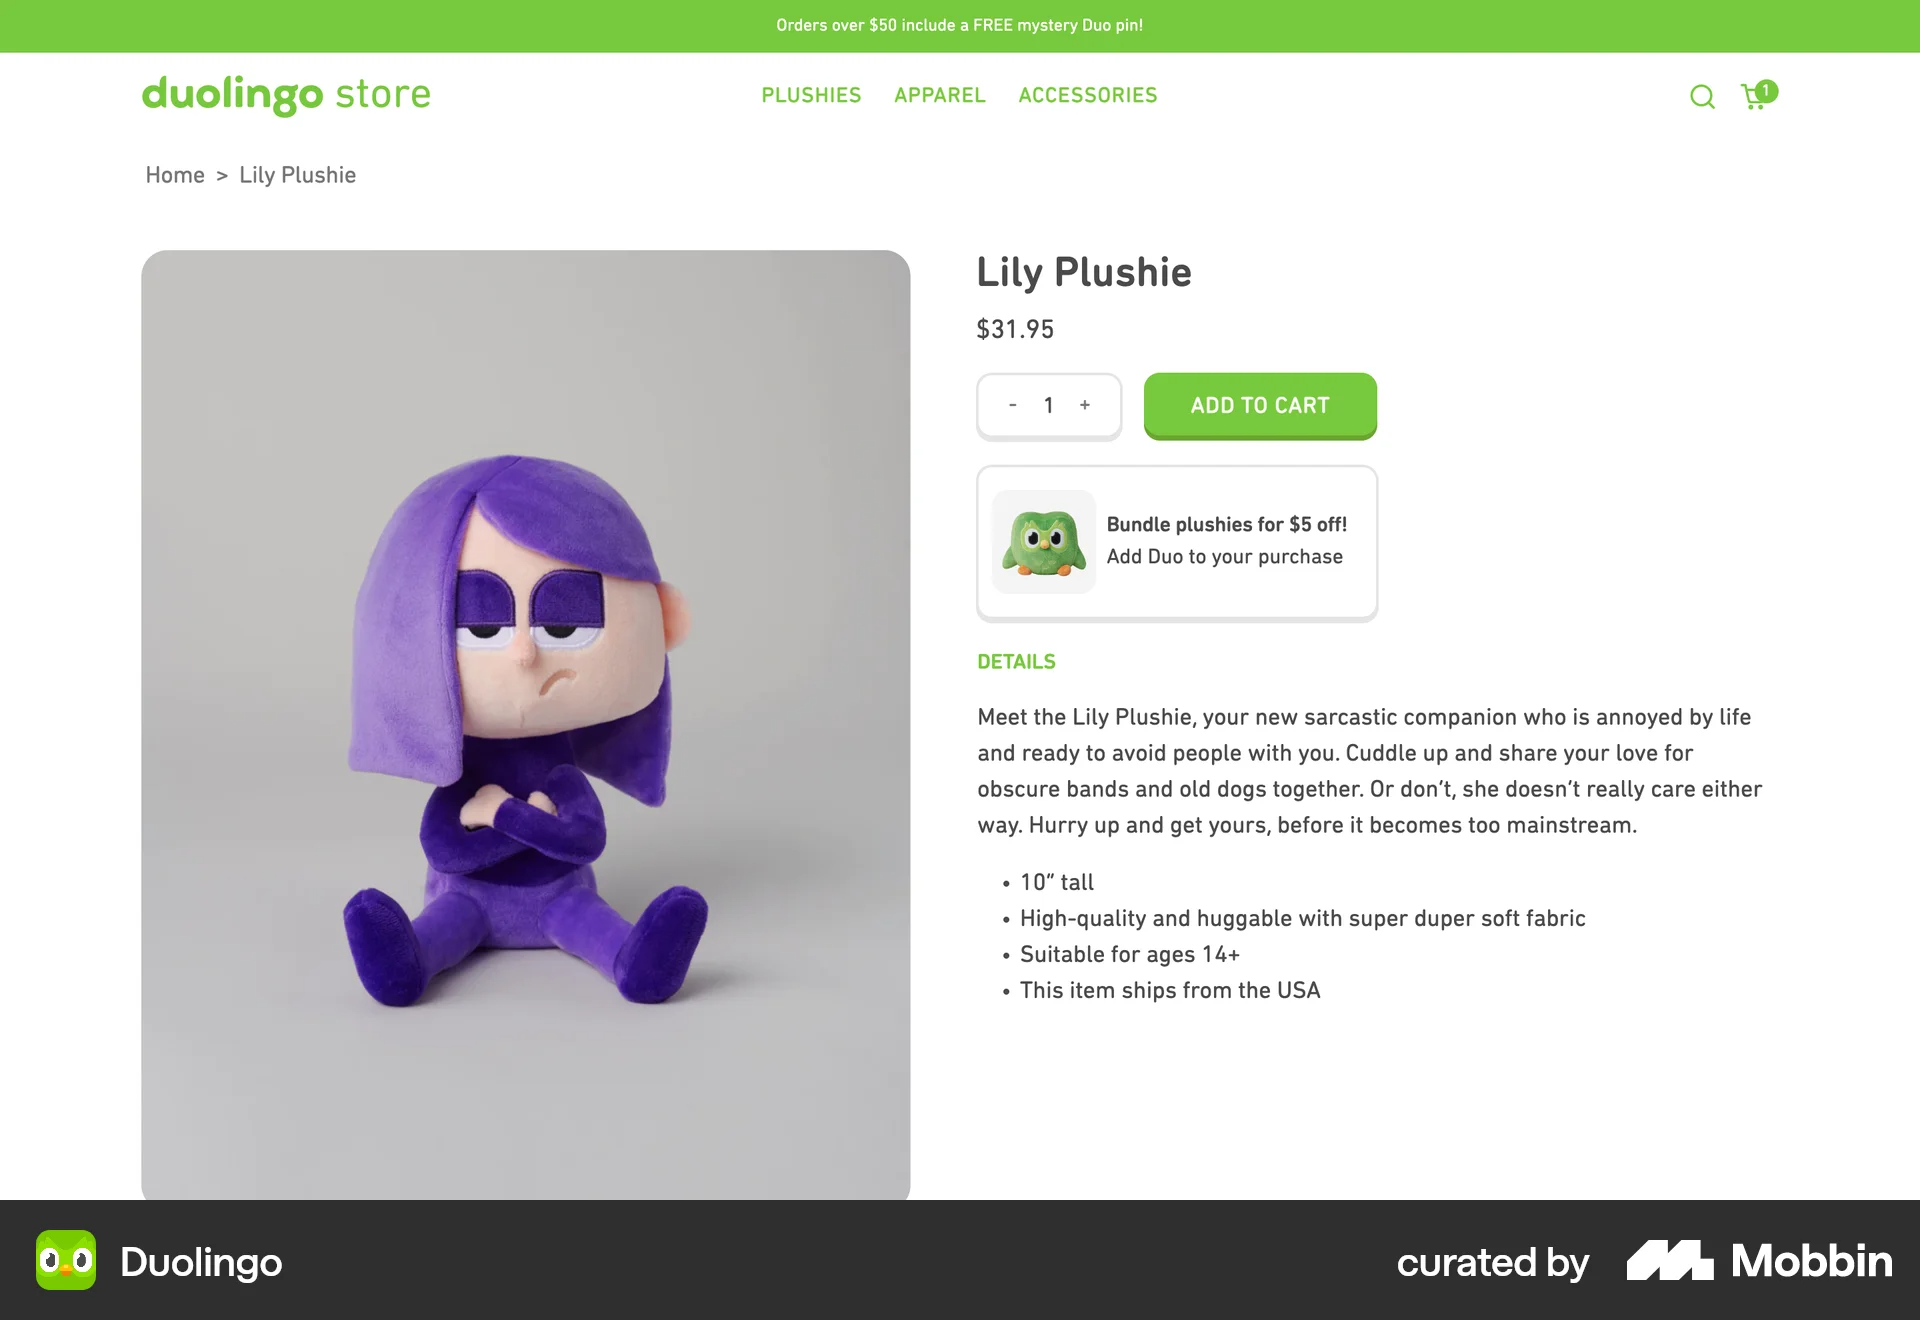 Orders over $50 include a FREE mystery Duo pin!
duolingo store
PLUSHIES APPAREL ACCESSORIES
1
Home > Lily Plushie
Lily Plushie
$31.95
- 1 +
ADD TO CART
Bundle plushies for $5 off!
Add Duo to your purchase
DETAILS
Meet the Lily Plushie, your new sarcastic companion who is annoyed by life
and ready to avoid people with you. Cuddle up and share your love for
obscure bands and old dogs together. Or don’t, she doesn’t really care either
way. Hurry up and get yours, before it becomes too mainstream.
• 10” tall
• High-quality and huggable with super duper soft fabric
• Suitable for ages 14+
• This item ships from the USA
Duolingo
curated by Mobbin